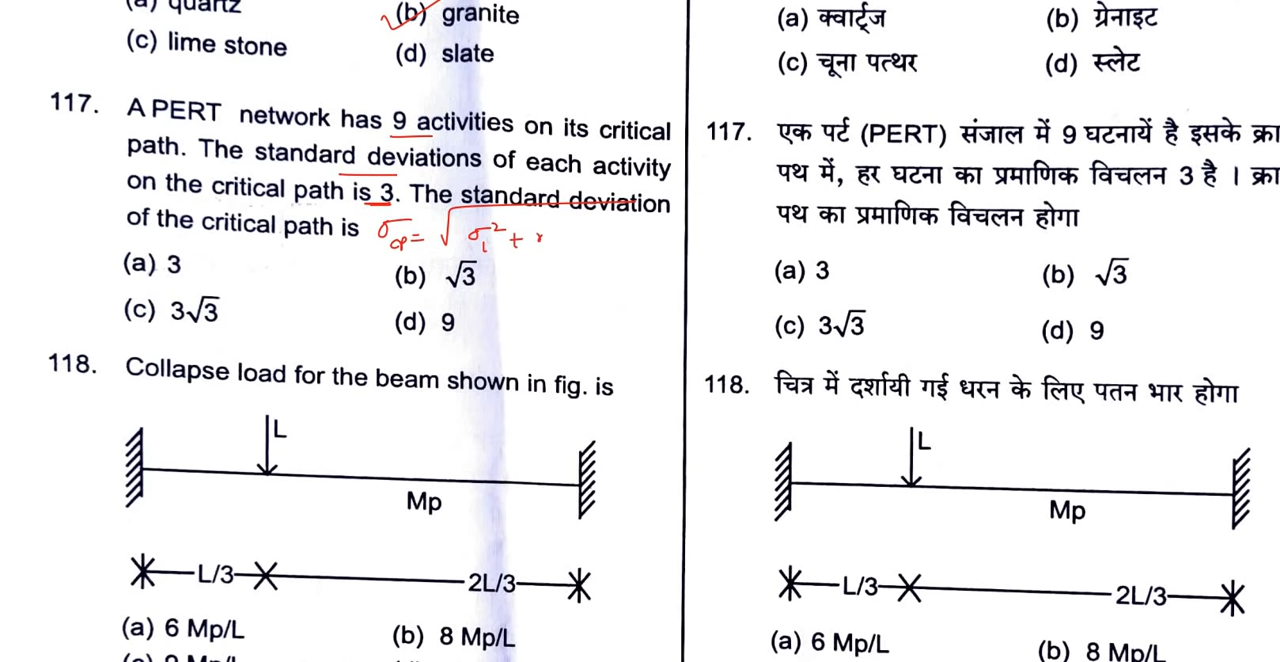 (a) quartz
(b) granite
(c) lime stone
(d) slate
117. A PERT network has 9 activities on its critical
path. The standard deviations of each activity
on the critical path is 3. The standard deviation
of the critical path is σcp = √σ₁² +
(a) 3
(b) √3
(c) 3√3
(d) 9
118. Collapse load for the beam shown in fig. is
L
Mp
L/3
2L/3
(a) 6 Mp/L
(b) 8 Mp/L
(a) क्वार्ट्ज
(b) ग्रेनाइट
(c) चूना पत्थर
(d) स्लेट
117. एक पर्ट (PERT) संजाल में 9 घटनायें है इसके क्रा
पथ में, हर घटना का प्रमाणिक विचलन 3 है । क्रा
पथ का प्रमाणिक विचलन होगा
(a) 3
(b) √3
(c) 3√3
(d) 9
118. चित्र में दर्शायी गई धरन के लिए पतन भार होगा
L
Mp
L/3
2L/3
(a) 6 Mp/L
(b) 8 Mp/L